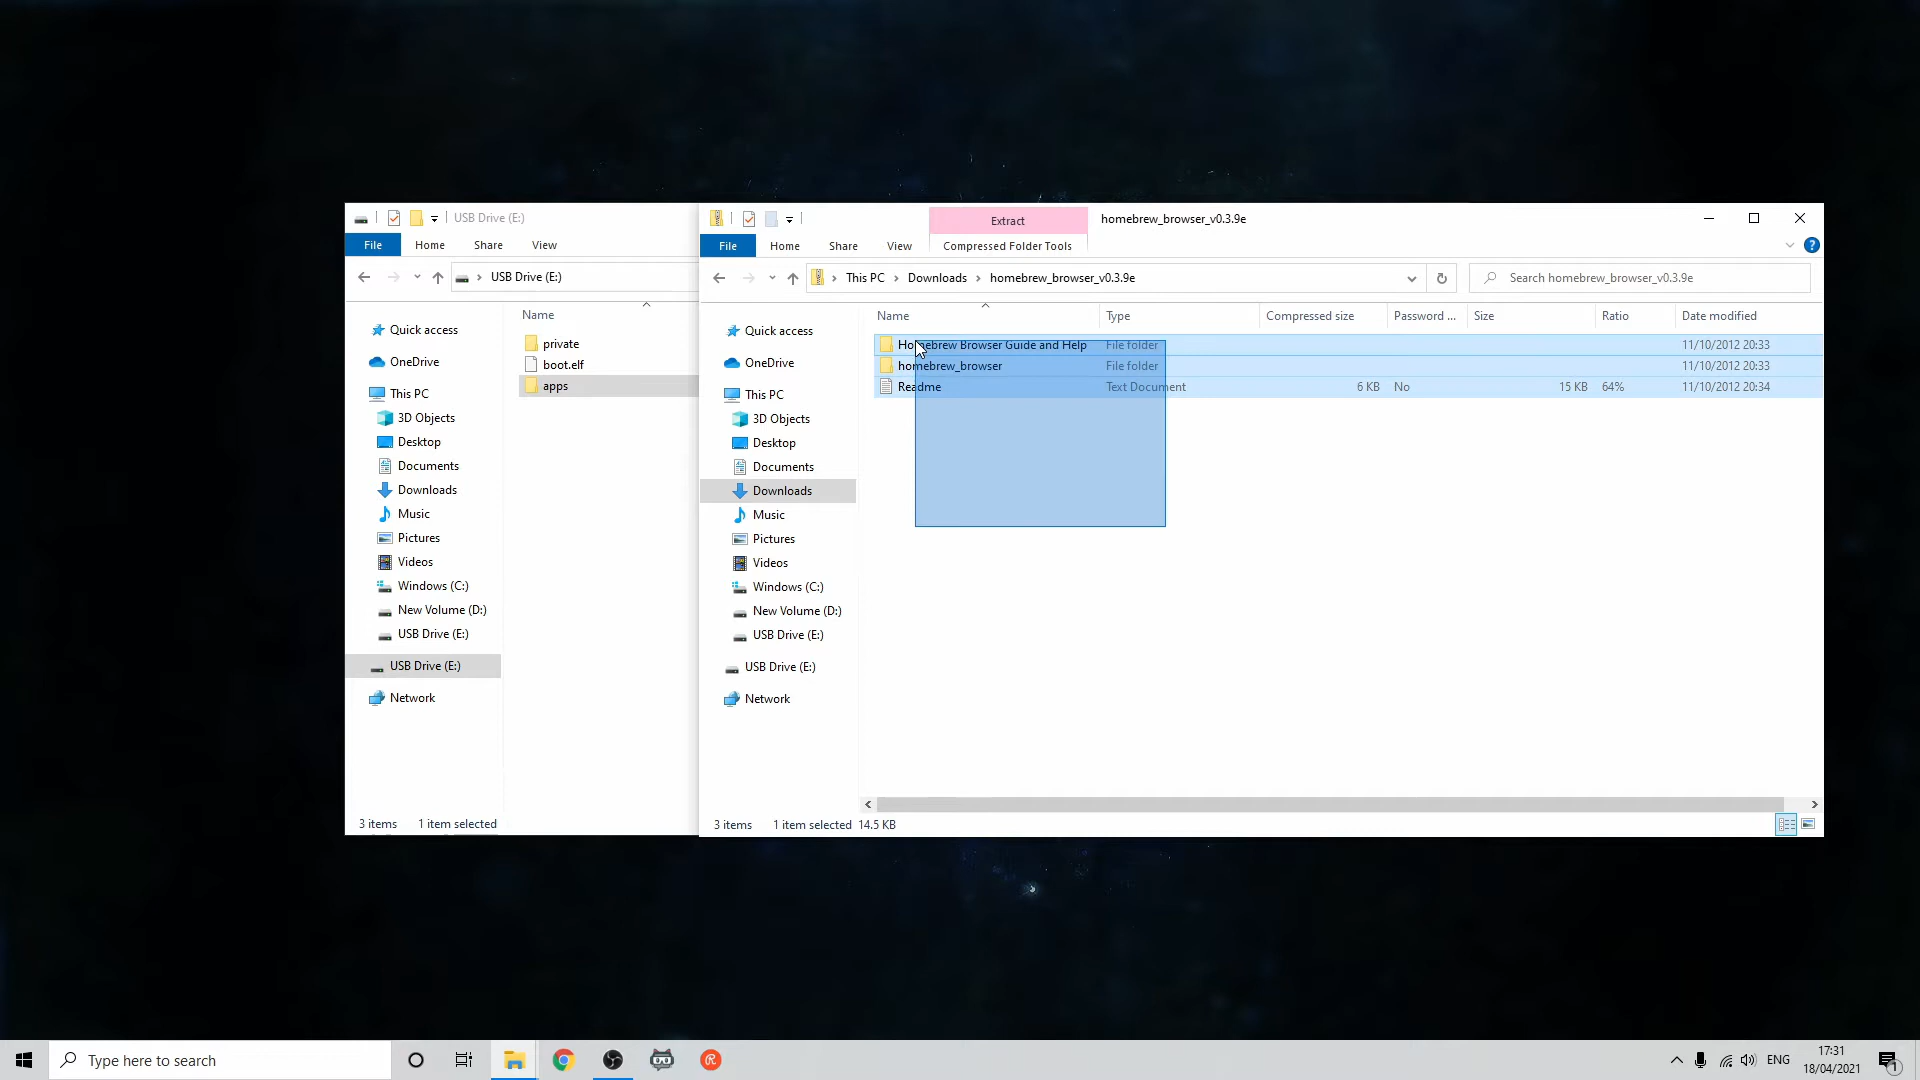 USB Drive (E:)
File Home Share View
USB Drive (E:)
Quick access
OneDrive
This PC
3D Objects
Desktop
Documents
Downloads
Music
Pictures
Videos
Windows (C:)
New Volume (D:)
USB Drive (E:)
USB Drive (E:)
Network
Name
private
boot.elf
apps
3 items 1 item selected
Extract homebrew_browser_v0.3.9e
File Home Share View Compressed Folder Tools
This PC Downloads homebrew_browser_v0.3.9e Search homebrew_browser_v0.3.9e
Quick access
OneDrive
This PC
3D Objects
Desktop
Documents
Downloads
Music
Pictures
Videos
Windows (C:)
New Volume (D:)
USB Drive (E:)
USB Drive (E:)
Network
Name Type Compressed size Password ... Size Ratio Date modified
Homebrew Browser Guide and Help File folder 11/10/2012 20:33
homebrew_browser File folder 11/10/2012 20:33
Readme Text Document 6 KB No 15 KB 64% 11/10/2012 20:34
3 items 1 item selected 14.5 KB
Type here to search
ENG
17:31
18/04/2021
1